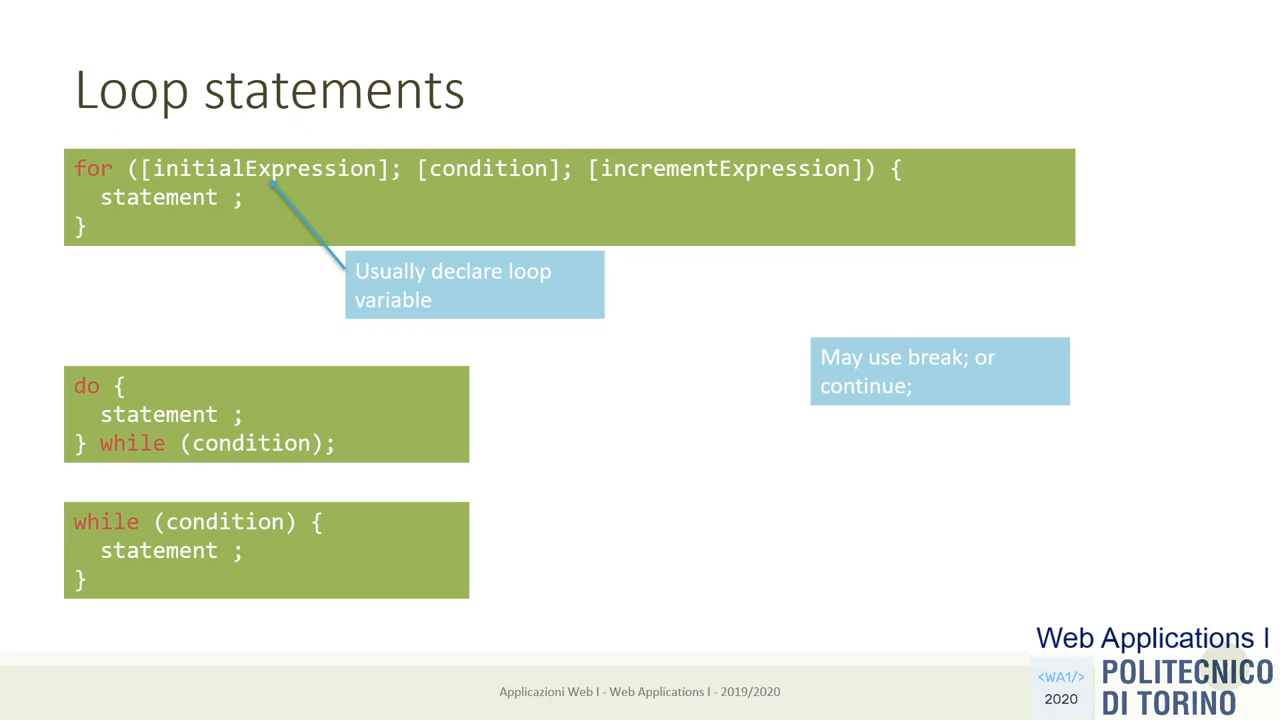 Loop statements
for ([initialExpression]; [condition]; [incrementExpression]) {
  statement ;
}
Usually declare loop
variable
May use break; or
continue;
do {
  statement ;
} while (condition);
while (condition) {
  statement ;
}
Applicazioni Web I - Web Applications I - 2019/2020
Web Applications I
<WA1/>
2020
POLITECNICO
DI TORINO